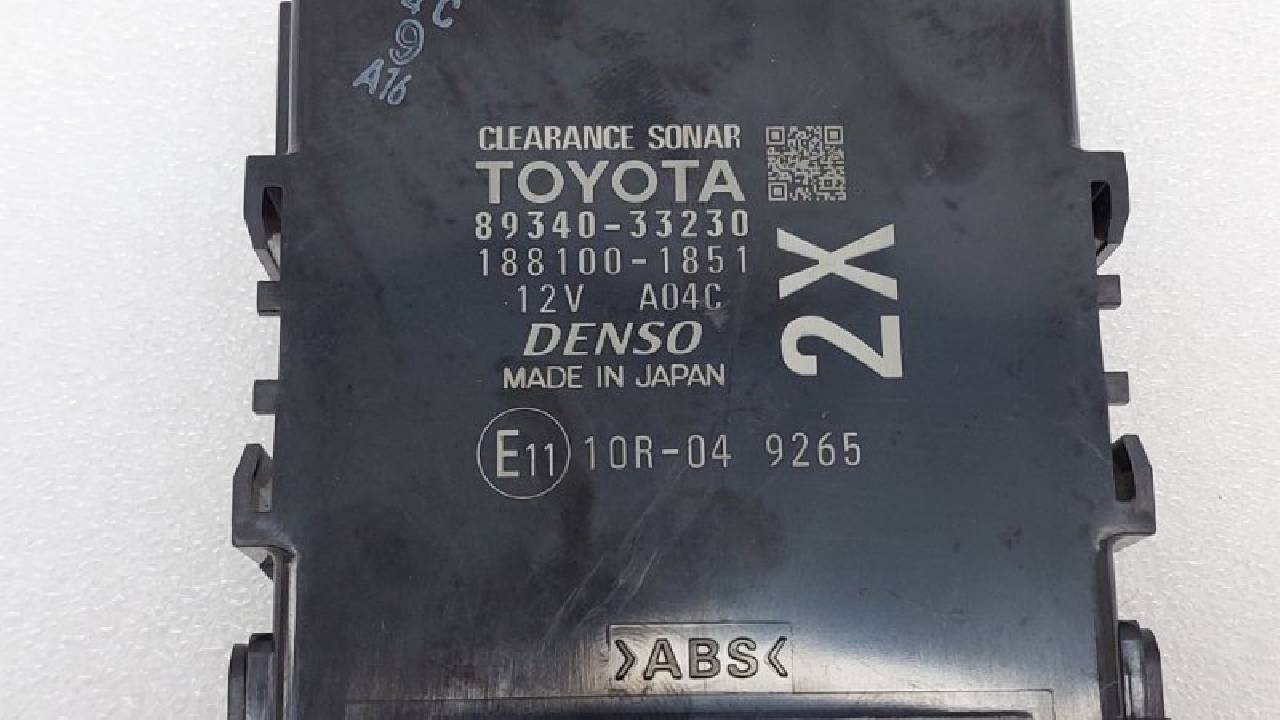 4C
9
A16
CLEARANCE SONAR
TOYOTA
89340-33230
188100-1851
12V A04C
DENSO
MADE IN JAPAN
2X
E11 10R-04 9265
>ABS<